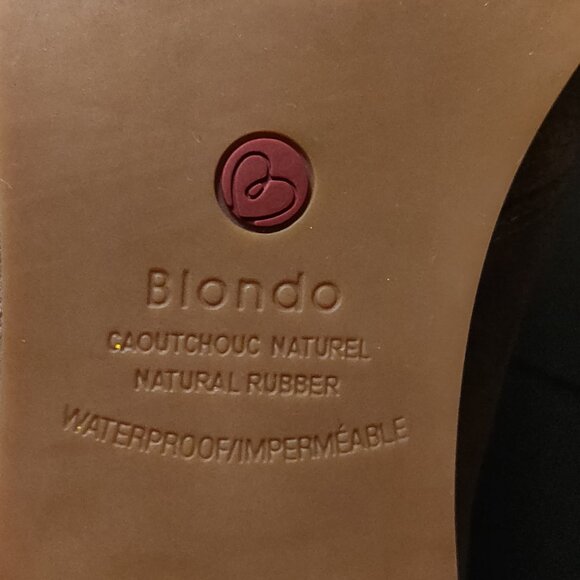 Blondo
CAOUTCHOUC NATUREL
NATURAL RUBBER
WATERPROOF/IMPERMÉABLE